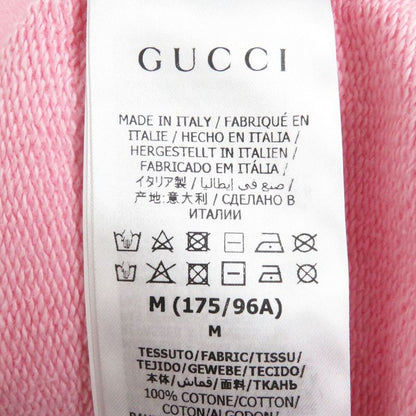 GUCCI
MADE IN ITALY / FABRIQUÉ EN
ITALIE / HECHO EN ITALIA /
HERGESTELLT IN ITALIEN /
FABRICADO EM ITÁLIA /
イタリア製 / صنع في إيطاليا /
产地:意大利 / СДЕЛАНО В
ИТАЛИИ
M (175/96A)
M
TESSUTO/FABRIC/TISSU/
TEJIDO/GEWEBE/TECIDO/
本体/قماش/面料/ТКАНЬ
100% COTONE/COTTON/
COTON/ALGODON/